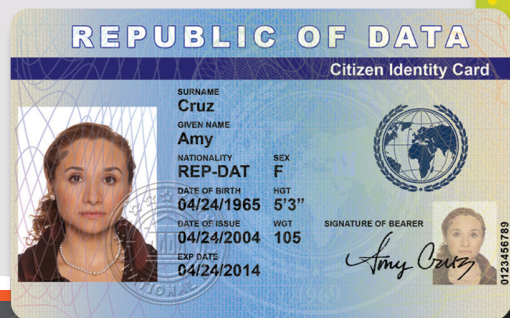 REPUBLIC OF DATA
Citizen Identity Card
SURNAME
Cruz
GIVEN NAME
Amy
NATIONALITY SEX
REP-DAT F
DATE OF BIRTH HGT
04/24/1965 5'3”
DATE OF ISSUE WGT
04/24/2004 105
EXP DATE
04/24/2014
SIGNATURE OF BEARER
Amy Cruz
0123456789